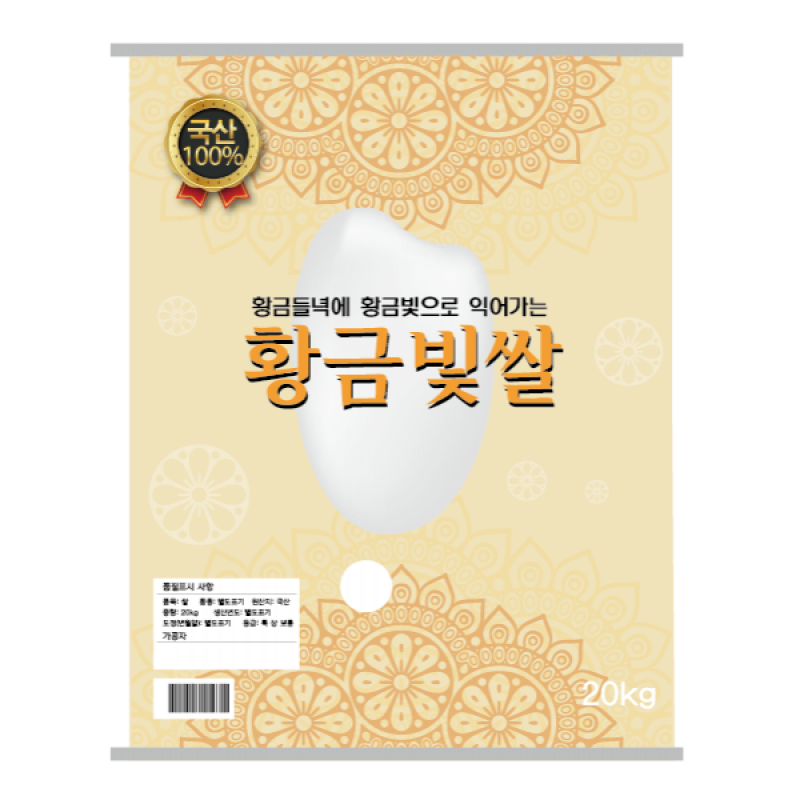 국산
100%
황금들녘에 황금빛으로 익어가는
황금빛쌀
품질표시 사항
품목: 쌀 품종: 별도표기 원산지: 국산
중량: 20kg 생산연도: 별도표기
도정(년월일): 별도표기 등급: 특 상 보통
가공자
20kg